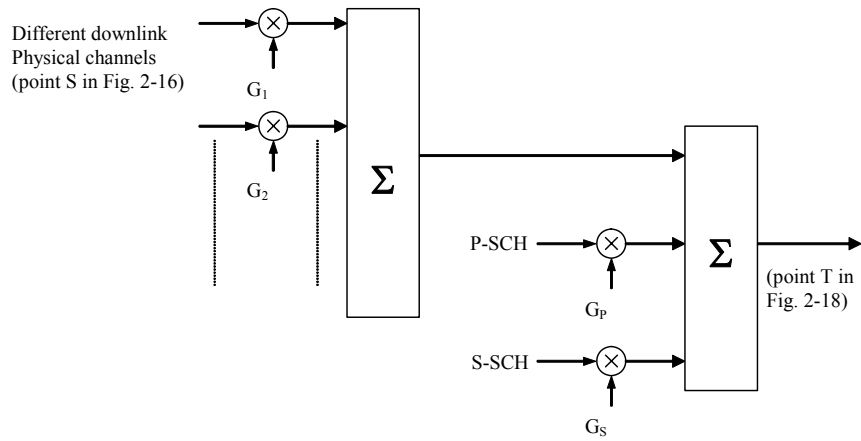 Different downlink
Physical channels
(point S in Fig. 2-16)
G1
G2
Σ
P-SCH
GP
S-SCH
GS
Σ
(point T in
Fig. 2-18)